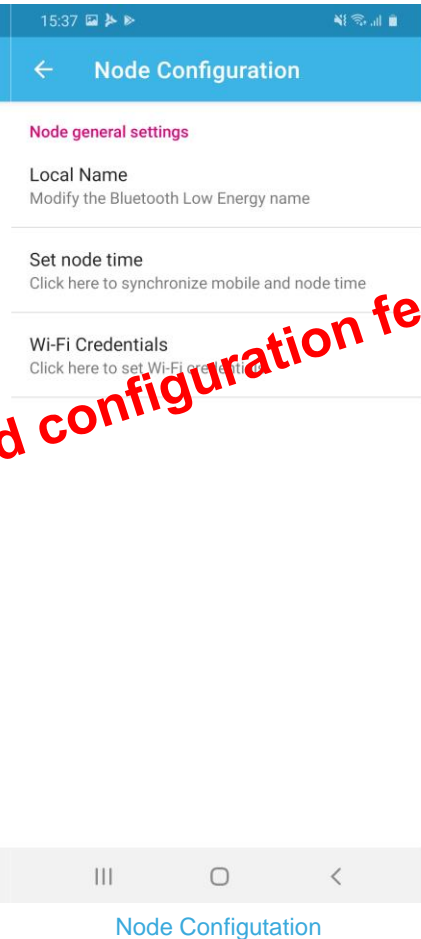 15:37
Node Configuration
Node general settings
Local Name
Modify the Bluetooth Low Energy name
Set node time
Click here to synchronize mobile and node time
Wi-Fi Credentials
Click here to set Wi-Fi credentials
d configuration fe
Node Configutation